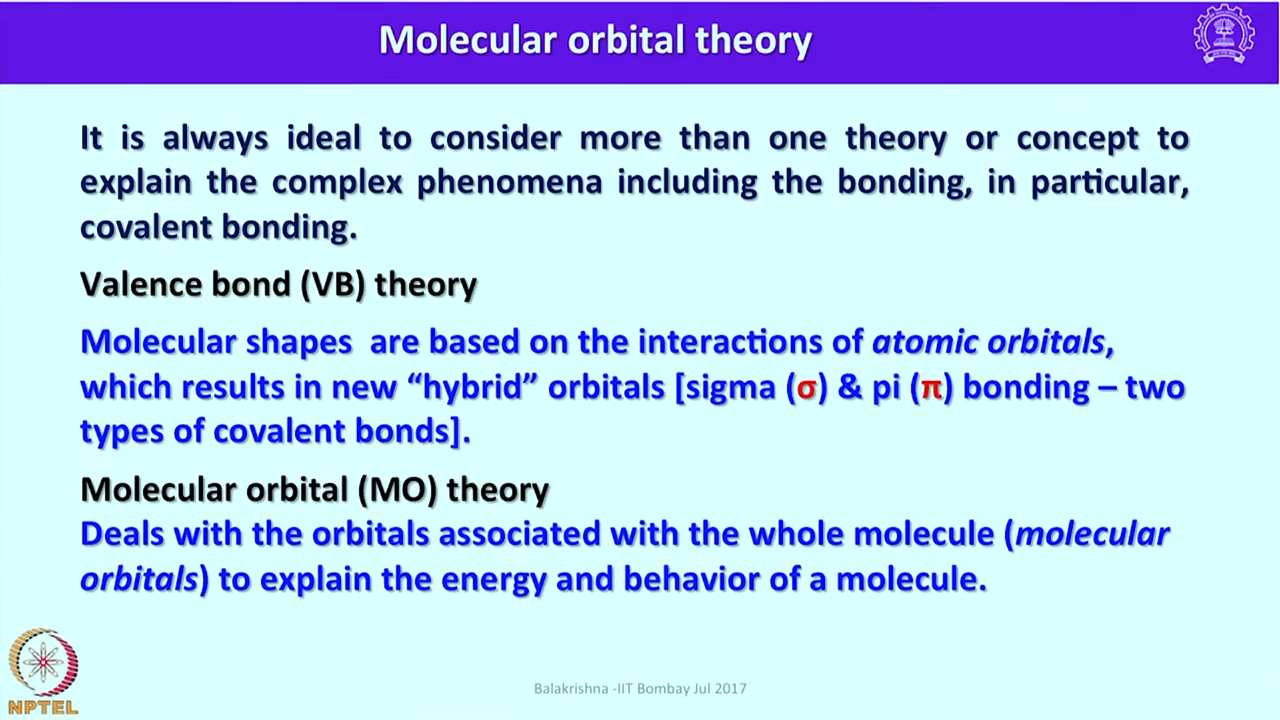 Molecular orbital theory
It is always ideal to consider more than one theory or concept to
explain the complex phenomena including the bonding, in particular,
covalent bonding.
Valence bond (VB) theory
Molecular shapes are based on the interactions of atomic orbitals,
which results in new “hybrid” orbitals [sigma (σ) & pi (π) bonding – two
types of covalent bonds].
Molecular orbital (MO) theory
Deals with the orbitals associated with the whole molecule (molecular
orbitals) to explain the energy and behavior of a molecule.
NPTEL
Balakrishna -IIT Bombay Jul 2017